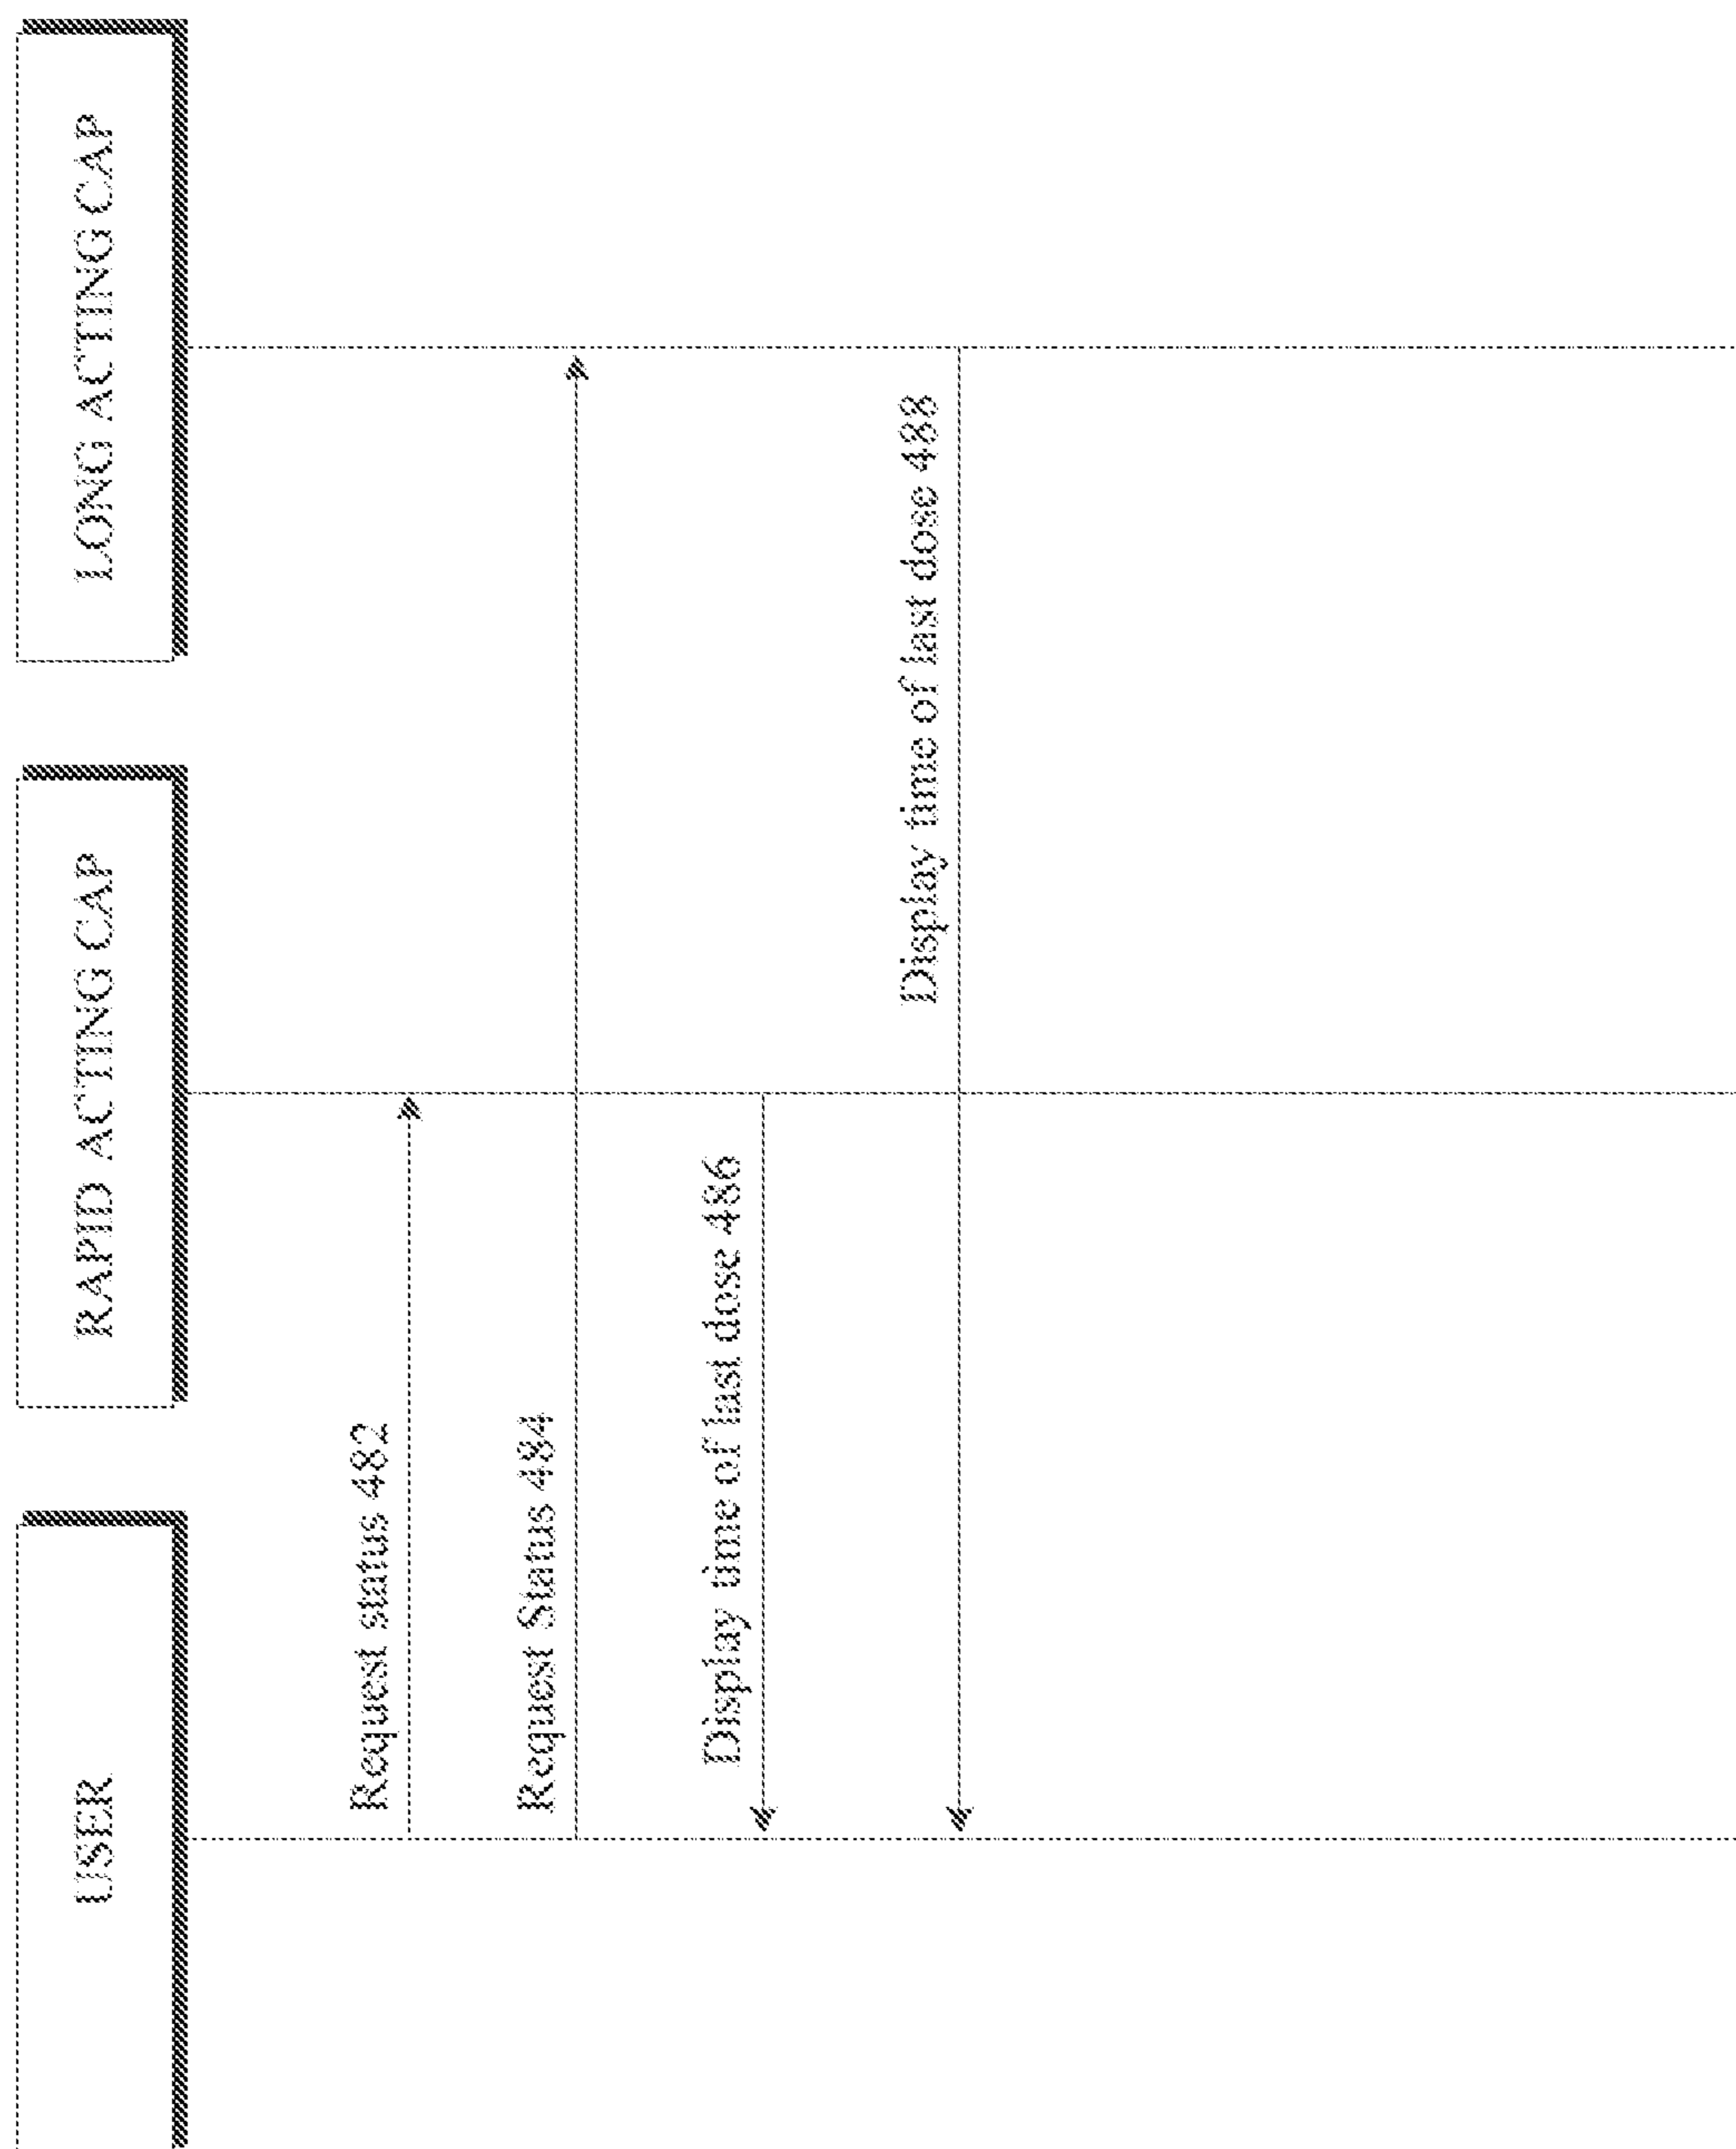 USER
RAPID ACTING CAP
LONG ACTING CAP
Request status 482
Request Status 484
Display time of last dose 486
Display time of last dose 488